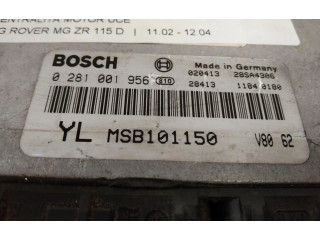 CENTRALITA MOTOR UCE
G ROVER MG ZR 115 D | 11.02 - 12.04
BOSCH
Made in Germany
0 281 001 956
020413 28SA4306
28413 1184 0180
YL MSB101150
V80 62